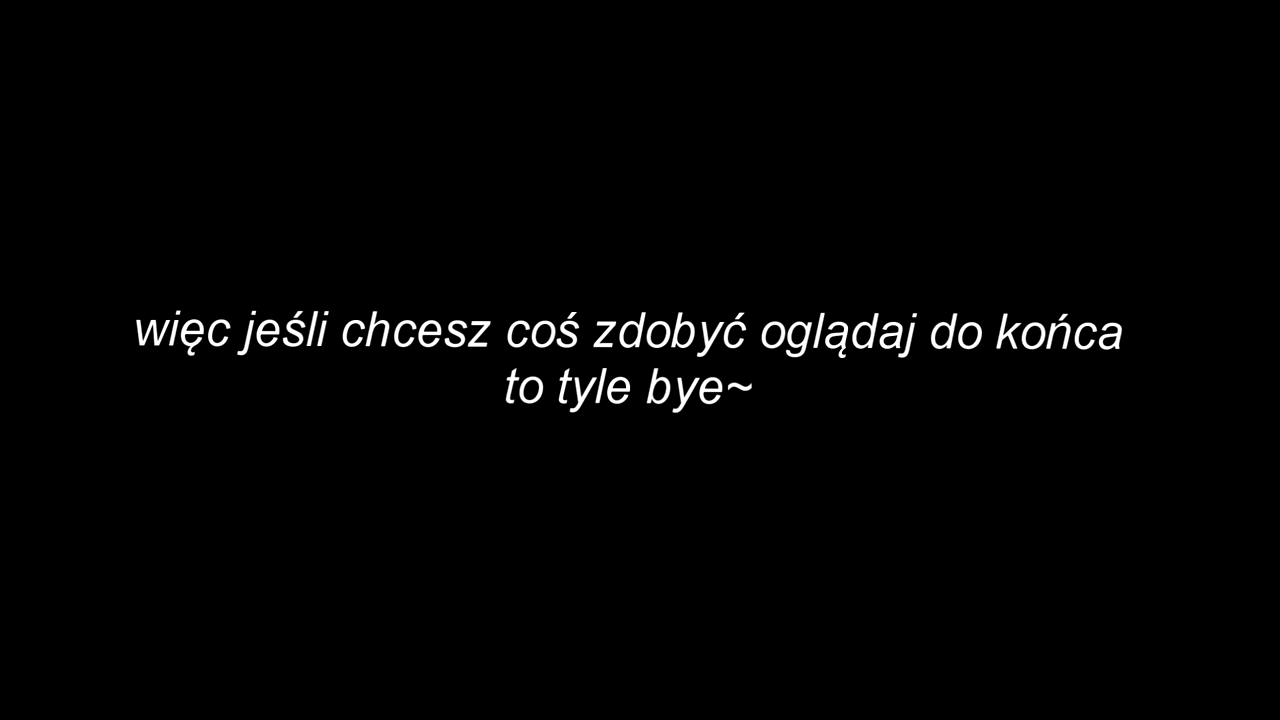 więc jeśli chcesz coś zdobyć oglądaj do końca
to tyle bye~